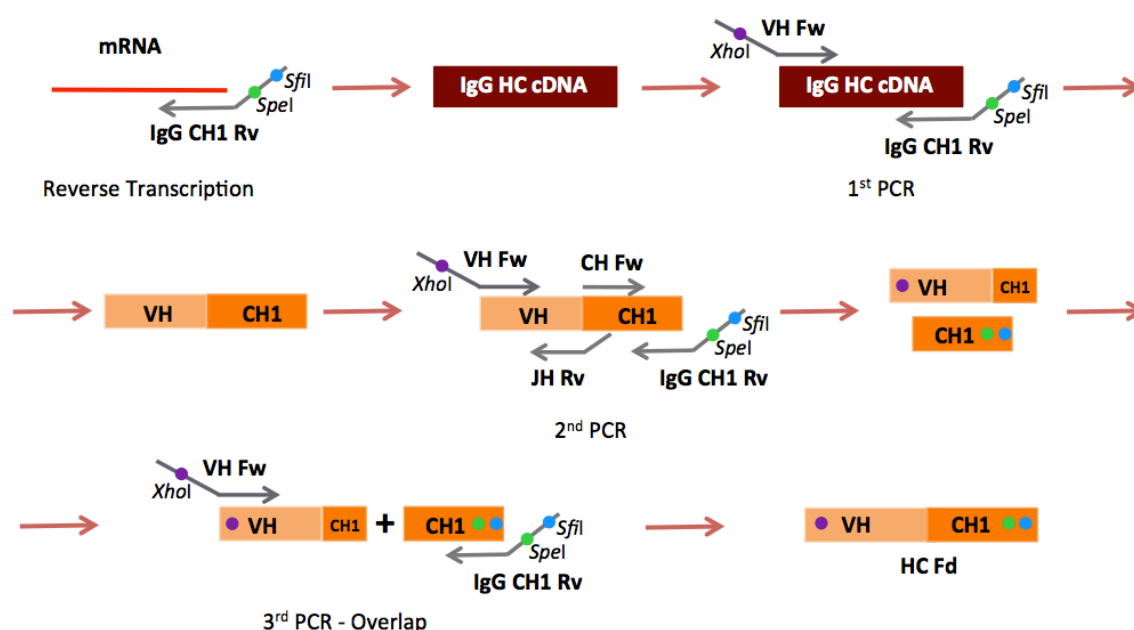 mRNA
SfiI
SpeI
IgG CH1 Rv
Reverse Transcription
IgG HC cDNA
VH Fw
XhoI
IgG HC cDNA
SfiI
SpeI
IgG CH1 Rv
1st PCR
VH CH1
VH Fw
XhoI
CH Fw
VH CH1
SfiI
SpeI
JH Rv
IgG CH1 Rv
2nd PCR
VH CH1
CH1
VH Fw
XhoI
VH CH1 + CH1
SfiI
SpeI
IgG CH1 Rv
3rd PCR - Overlap
VH CH1
HC Fd